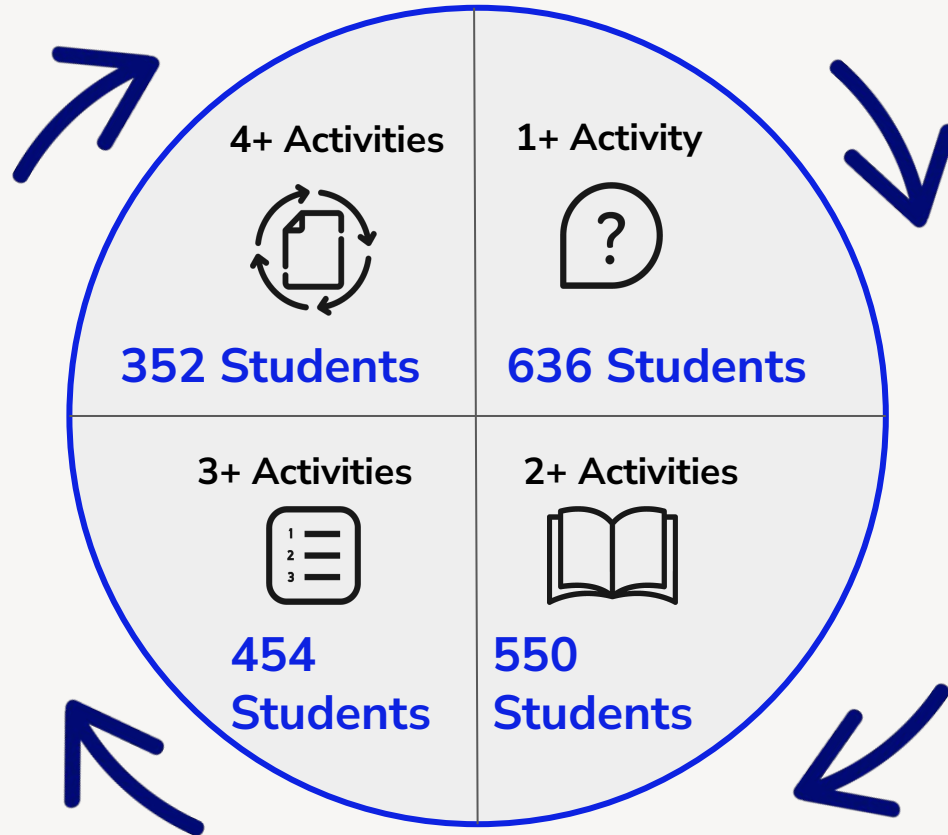 4+ Activities
1+ Activity
?
352 Students
636 Students
3+ Activities
2+ Activities
1
2
3
454
Students
550
Students